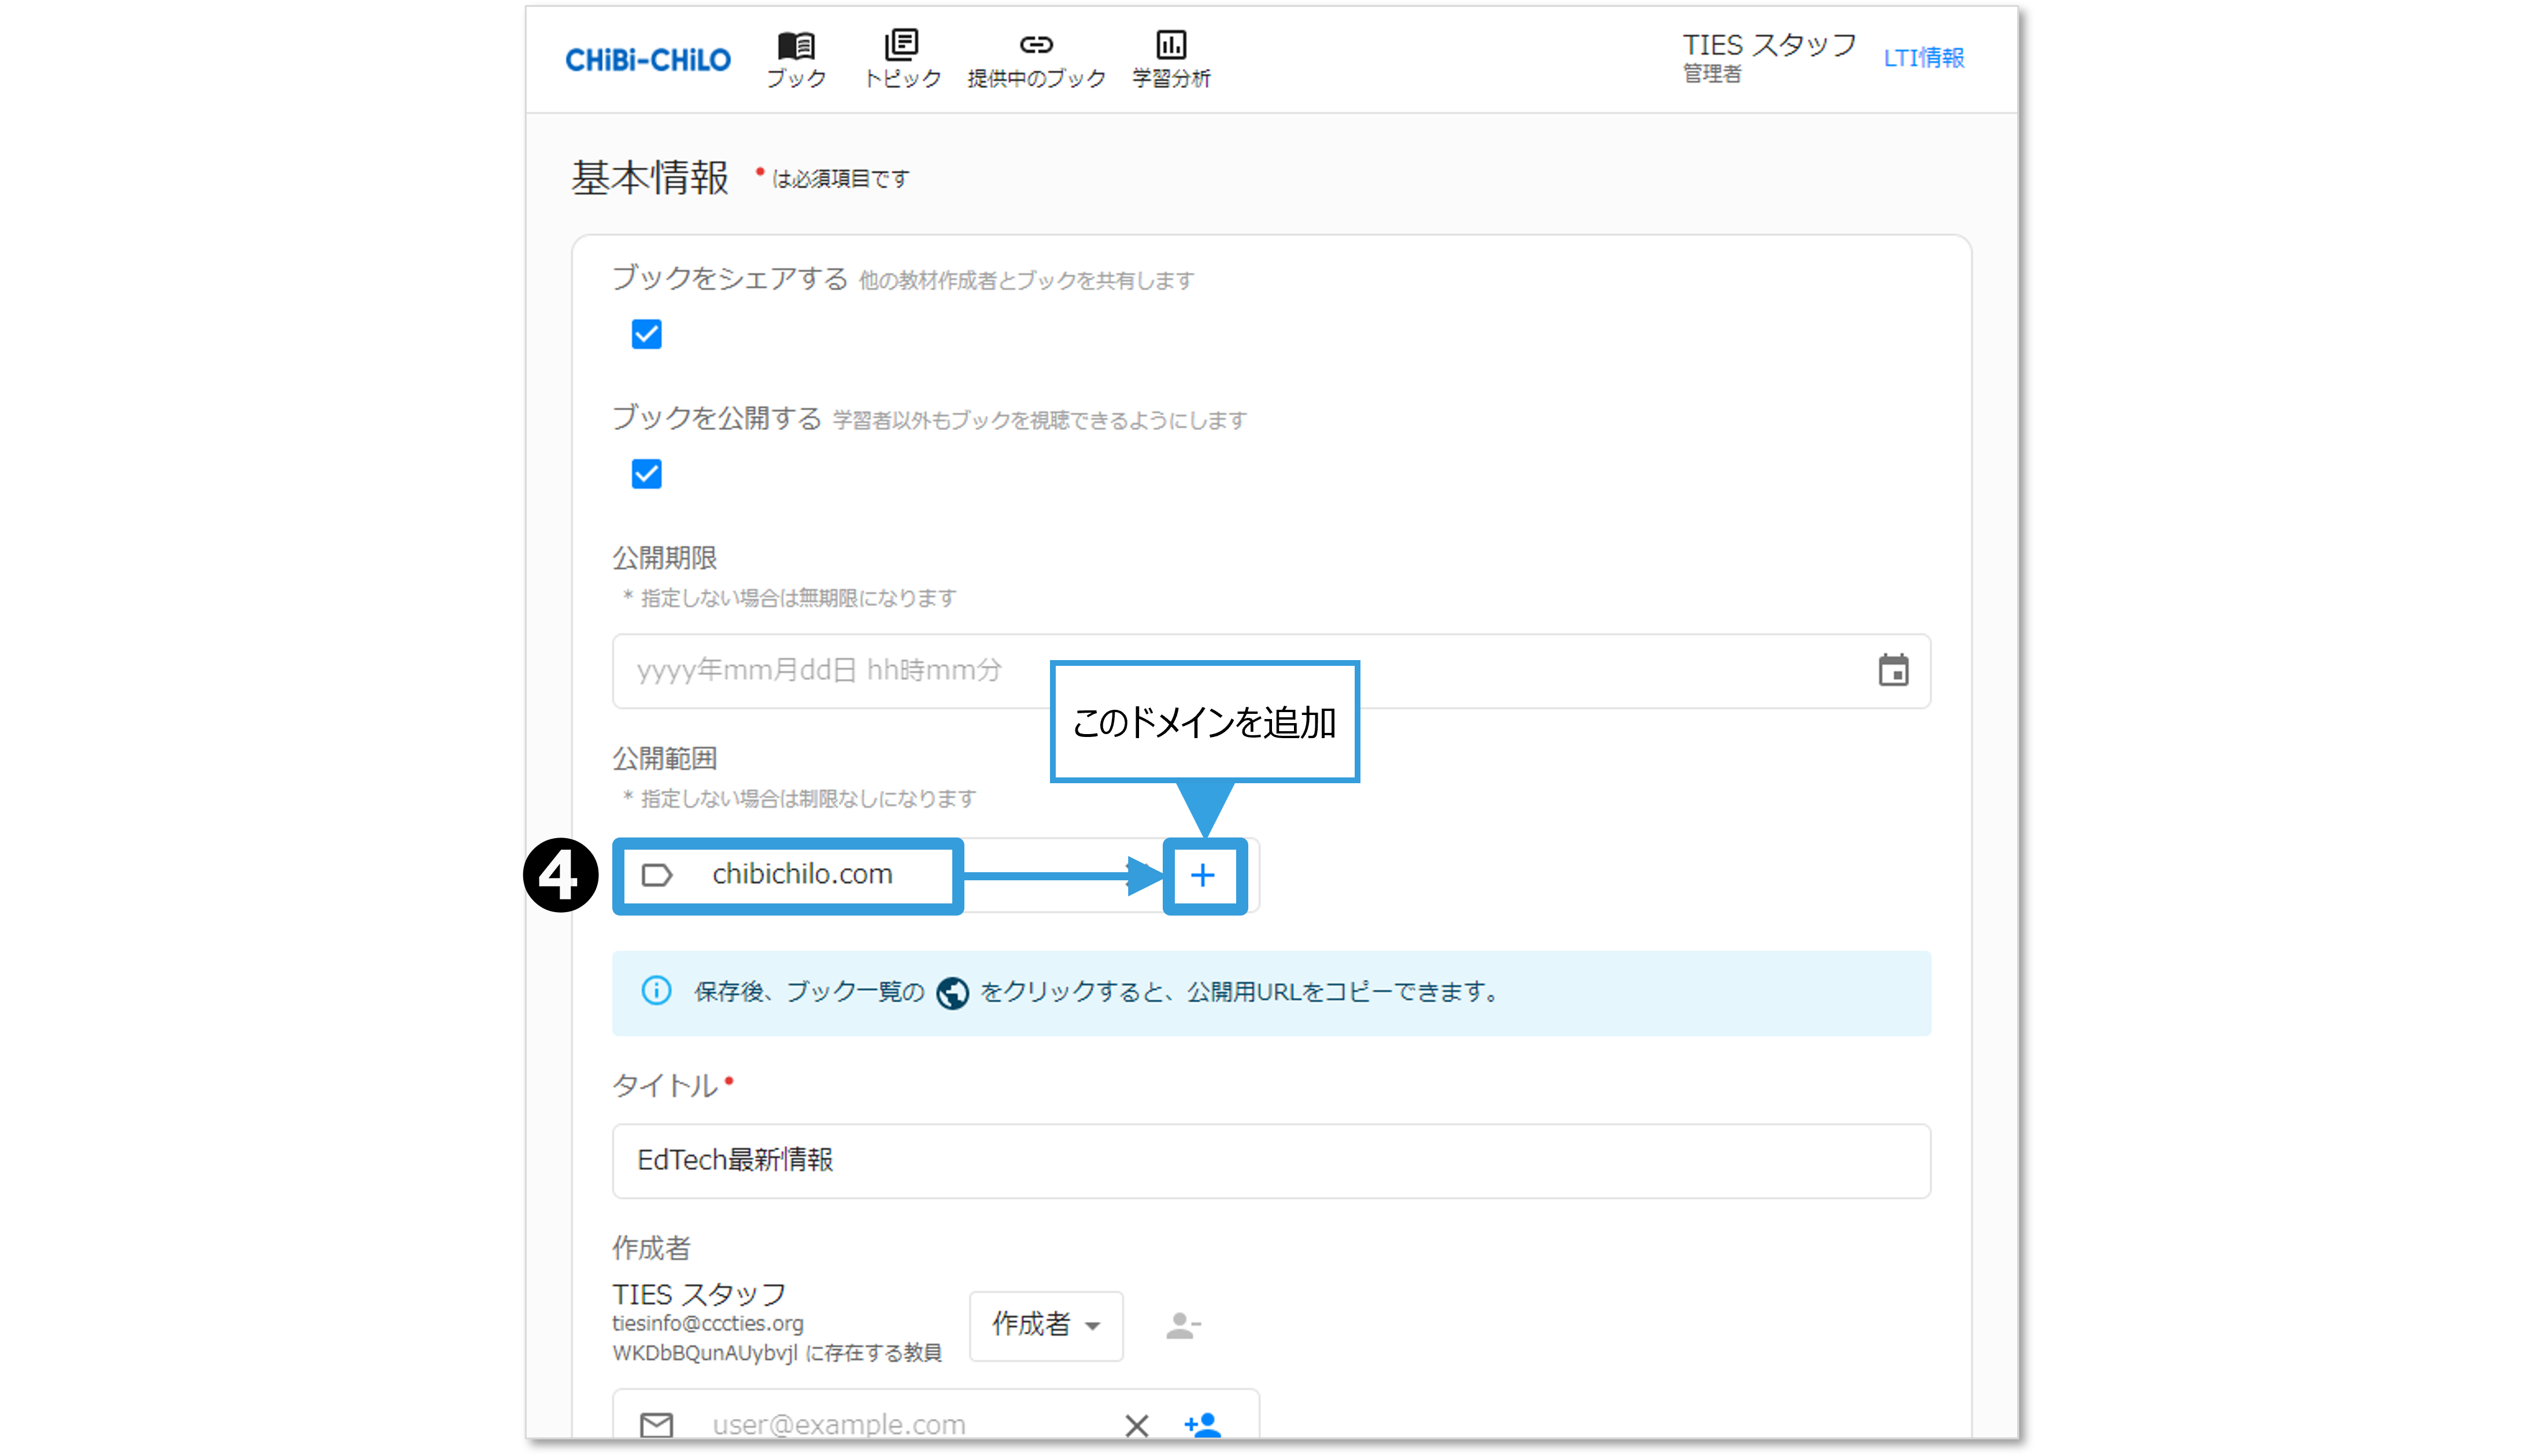 CHiBi-CHiLO
ブック
トピック
提供中のブック
学習分析
TIES スタッフ
管理者
LTI情報
基本情報
• は必須項目です
ブックをシェアする 他の教材作成者とブックを共有します
ブックを公開する 学習者以外もブックを視聴できるようにします
公開期限
* 指定しない場合は無期限になります
yyyy年mm月dd日 hh時mm分
このドメインを追加
公開範囲
* 指定しない場合は制限なしになります
4
chibichilo.com
保存後、ブック一覧の をクリックすると、公開用URLをコピーできます。
タイトル•
EdTech最新情報
作成者
TIES スタッフ
tiesinfo@cccties.org
WKDbBQunAUybvjl に存在する教員
作成者
user@example.com